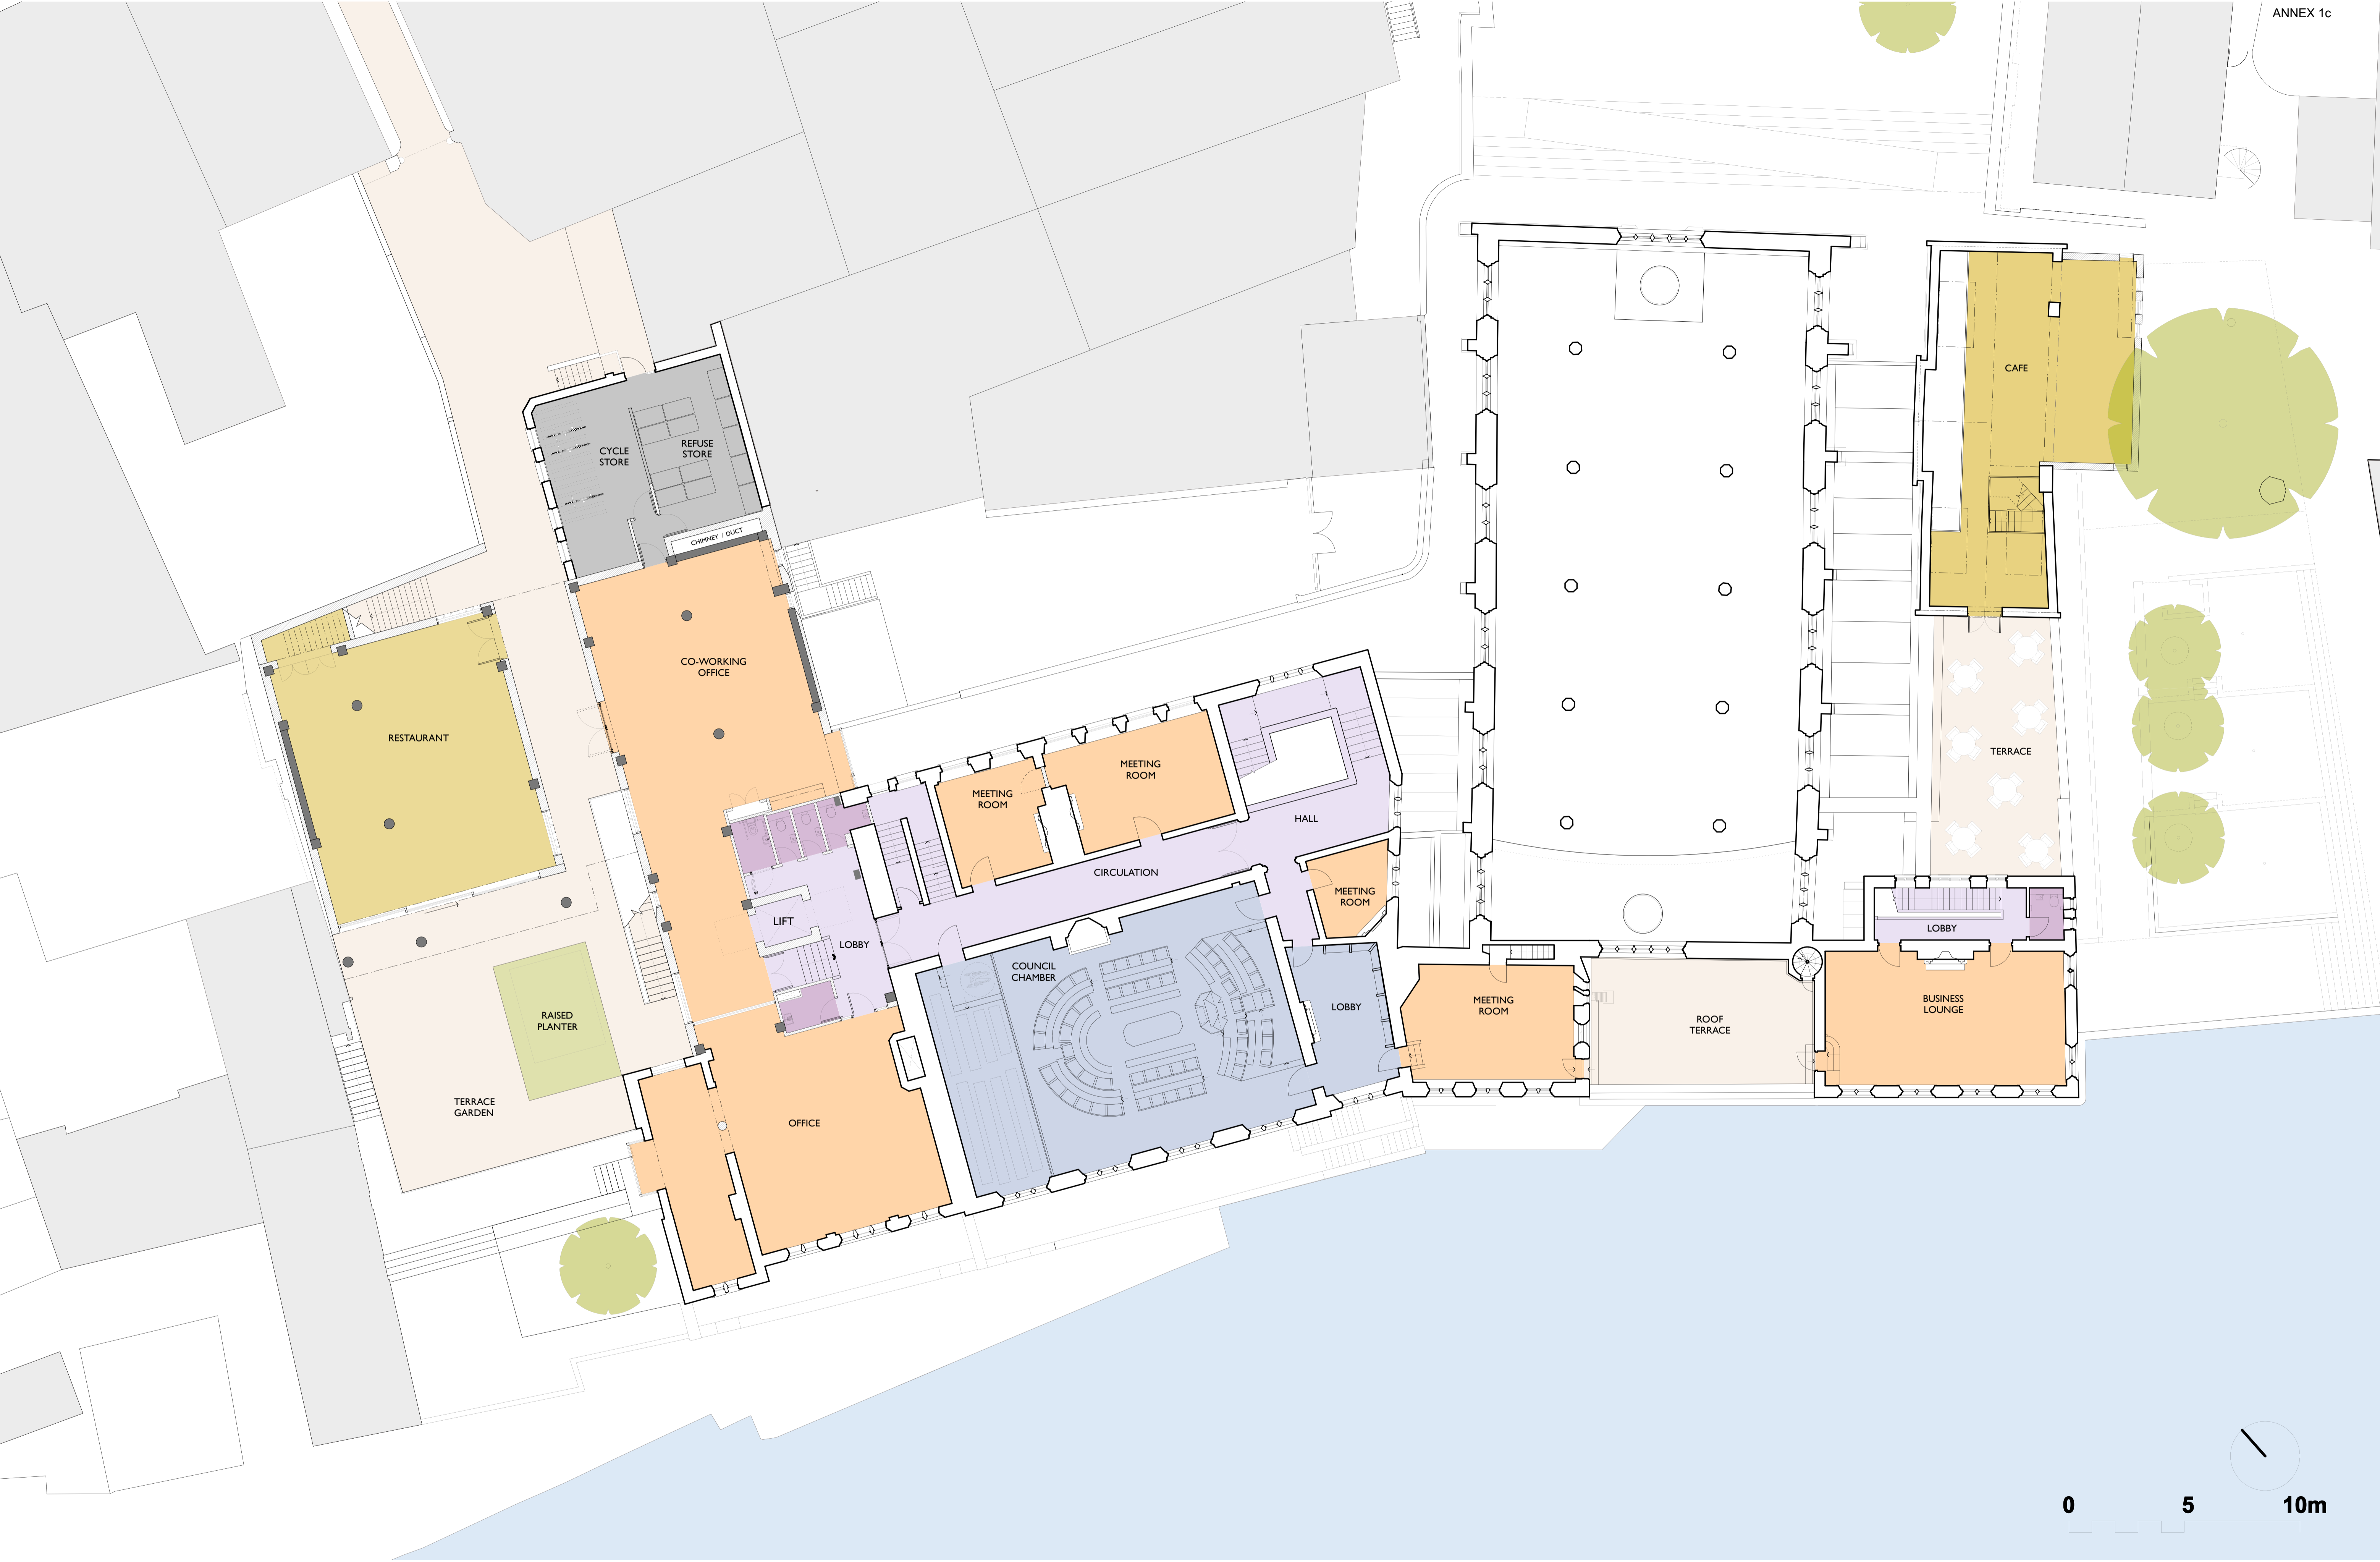 ANNEX 1c
CAFE
CYCLE
STORE
REFUSE
STORE
CHIMNEY / DUCT
CO-WORKING
OFFICE
RESTAURANT
MEETING
ROOM
MEETING
ROOM
HALL
CIRCULATION
MEETING
ROOM
TERRACE
LIFT
LOBBY
LOBBY
COUNCIL
CHAMBER
LOBBY
MEETING
ROOM
ROOF
TERRACE
BUSINESS
LOUNGE
RAISED
PLANTER
TERRACE
GARDEN
OFFICE
0 5 10m